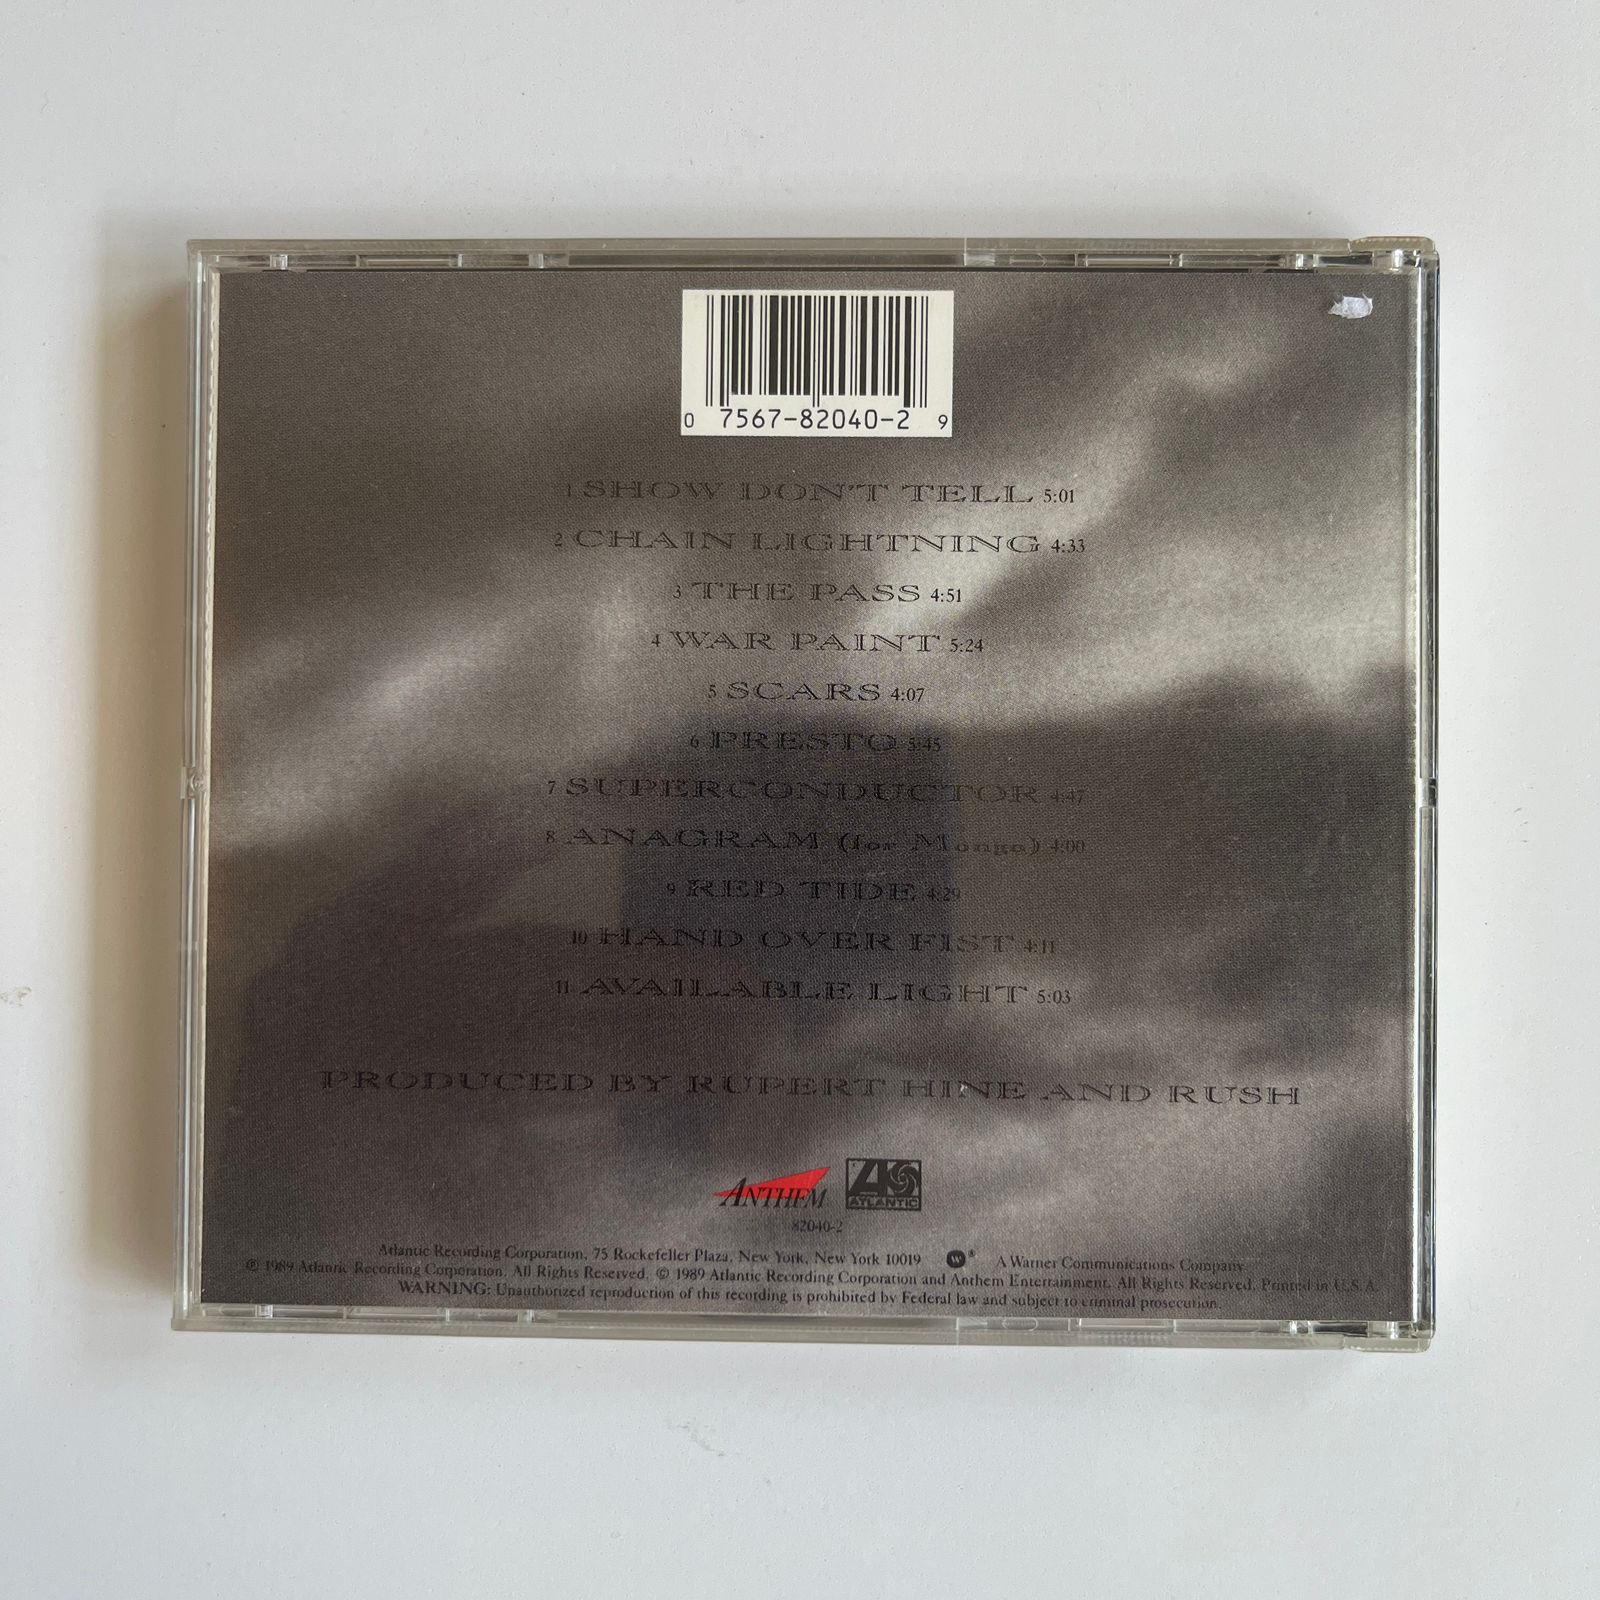 0 7567-82040-2 9
1 SHOW DON'T TELL 5:01
2 CHAIN LIGHTNING 4:33
3 THE PASS 4:51
4 WAR PAINT 5:24
5 SCARS 4:07
6 PRESTO 5:45
7 SUPERCONDUCTOR 4:47
8 ANAGRAM (for Mongo) 4:00
9 RED TIDE 4:29
10 HAND OVER FIST 4:11
11 AVAILABLE LIGHT 5:03
PRODUCED BY RUPERT HINE AND RUSH
ANTHEM ATLANTIC
82040-2
Atlantic Recording Corporation, 75 Rockefeller Plaza, New York, New York 10019 W ® A Warner Communications Company
℗ 1989 Atlantic Recording Corporation. All Rights Reserved. © 1989 Atlantic Recording Corporation and Anthem Entertainment. All Rights Reserved. Printed in U.S.A.
WARNING: Unauthorized reproduction of this recording is prohibited by Federal law and subject to criminal prosecution.